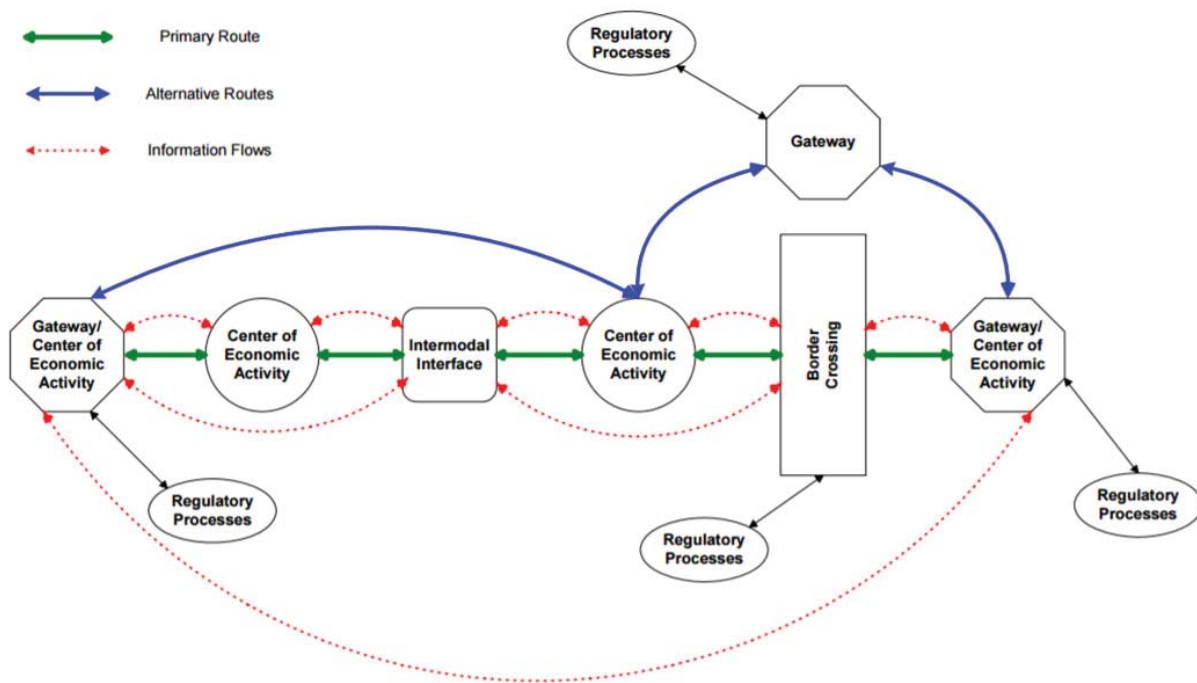 Primary Route
Alternative Routes
Information Flows
Regulatory
Processes
Gateway
Gateway/
Center of
Economic
Activity
Center of
Economic
Activity
Intermodal
Interface
Center of
Economic
Activity
Border
Crossing
Gateway/
Center of
Economic
Activity
Regulatory
Processes
Regulatory
Processes
Regulatory
Processes